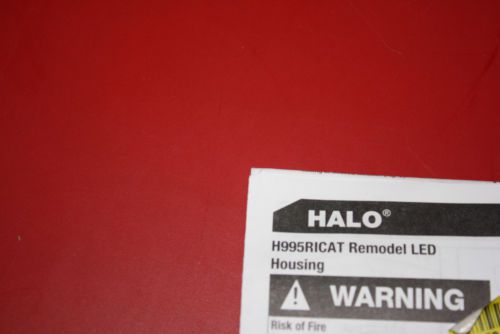 HALO®
H995RICAT Remodel LED
Housing
WARNING
Risk of Fire